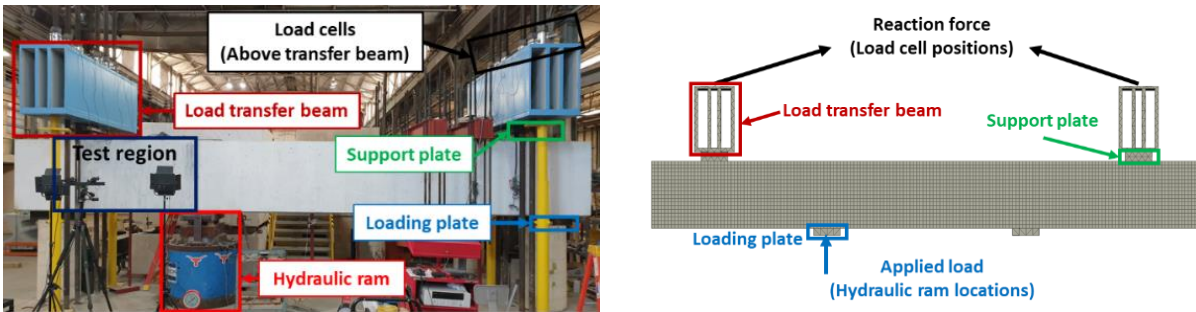 Load cells
(Above transfer beam)
Load transfer beam
Test region
Support plate
Loading plate
Hydraulic ram
Reaction force
(Load cell positions)
Load transfer beam
Support plate
Loading plate
Applied load
(Hydraulic ram locations)